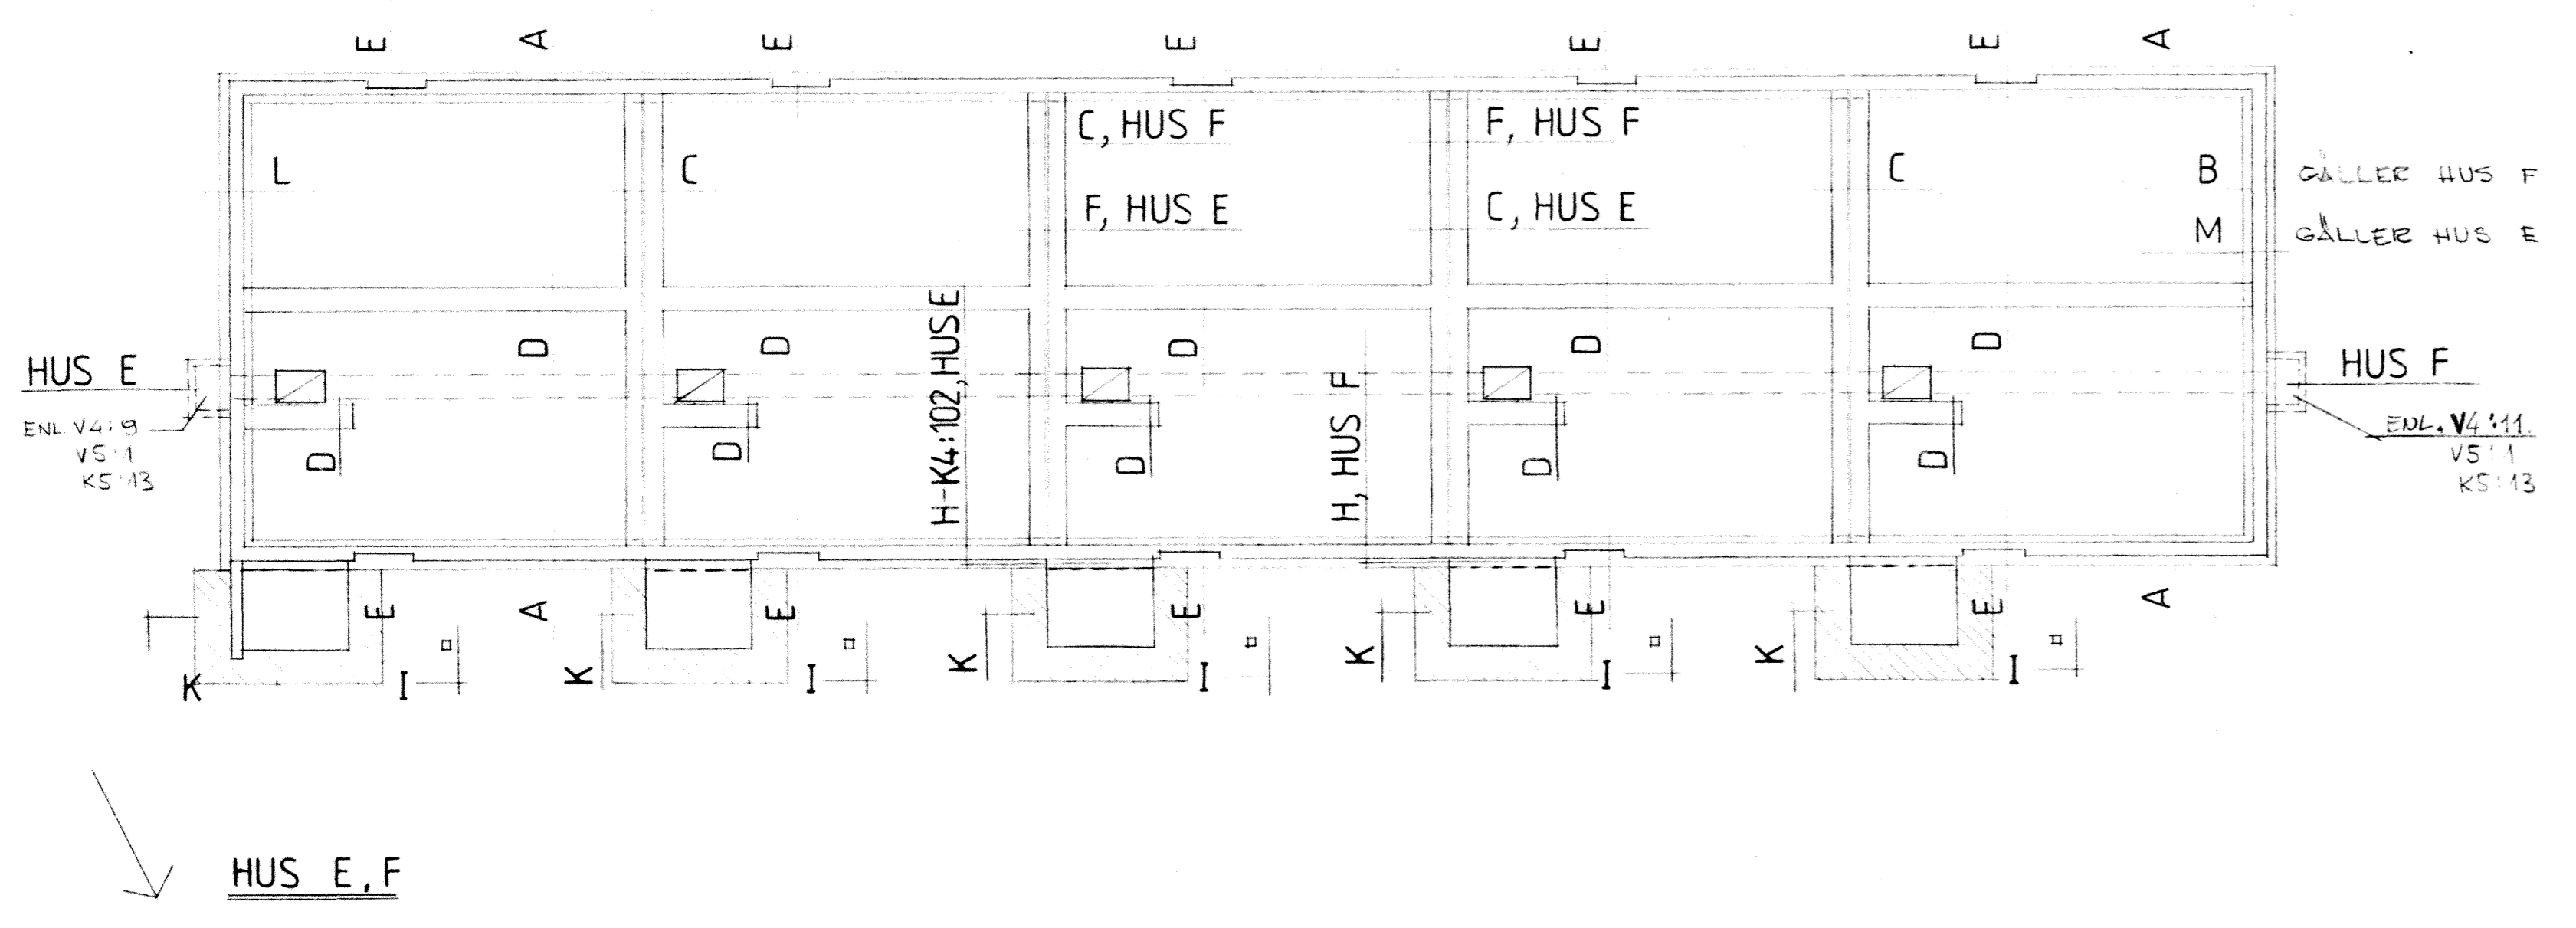 E A E E E E A
C, HUS F F, HUS F
L C C B GÄLLER HUS F
F, HUS E C, HUS E
M GÄLLER HUS E
D D D D D
HUS E HUS F
H-K4:102, HUS E
H, HUS F
ENL. V4:9
V5:1
K5:13
ENL. V4:11.
V5:1
K5:13
D D D D D
E A E E E E A
K K K K K
I I I I I
HUS E, F